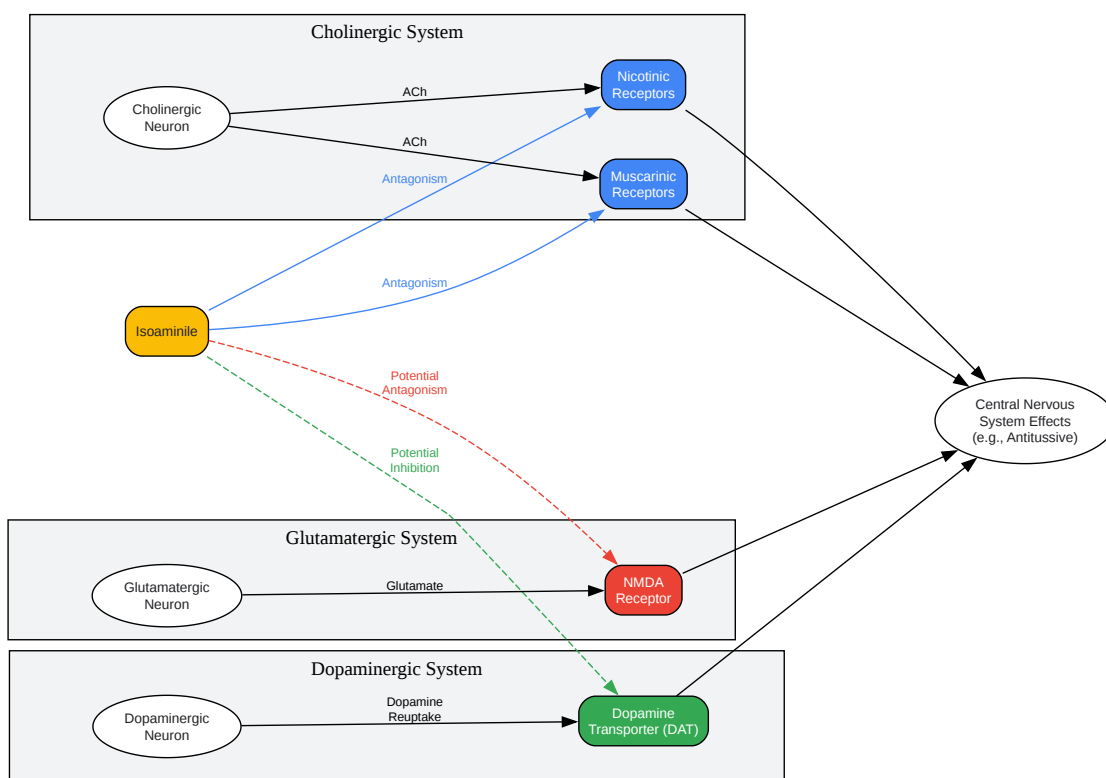 Cholinergic System
Nicotinic
Receptors
ACh
Cholinergic
Neuron
ACh
Muscarinic
Receptors
Antagonism
Antagonism
Isoaminile
Potential
Antagonism
Central Nervous
System Effects
(e.g., Antitussive)
Potential
Inhibition
Glutamatergic System
Glutamatergic
Neuron
Glutamate
NMDA
Receptor
Dopaminergic System
Dopaminergic
Neuron
Dopamine
Reuptake
Dopamine
Transporter (DAT)